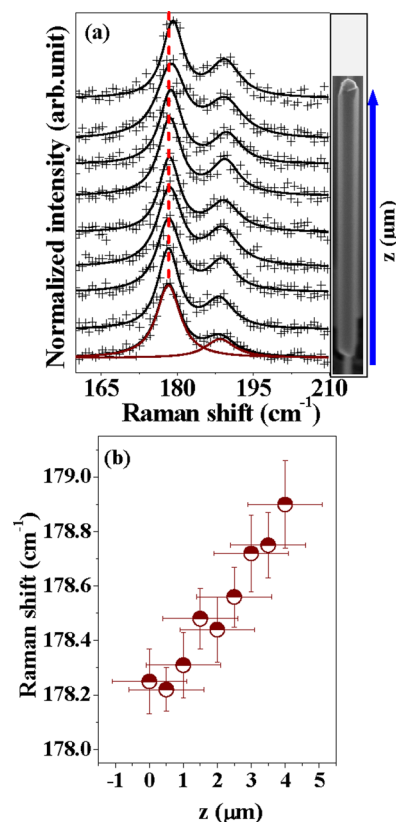 (a)
Normalized intensity (arb.unit)
z (μm)
165 180 195 210
Raman shift (cm⁻¹)
(b)
179.0
178.8
178.6
178.4
178.2
178.0
Raman shift (cm⁻¹)
-1 0 1 2 3 4 5
z (μm)